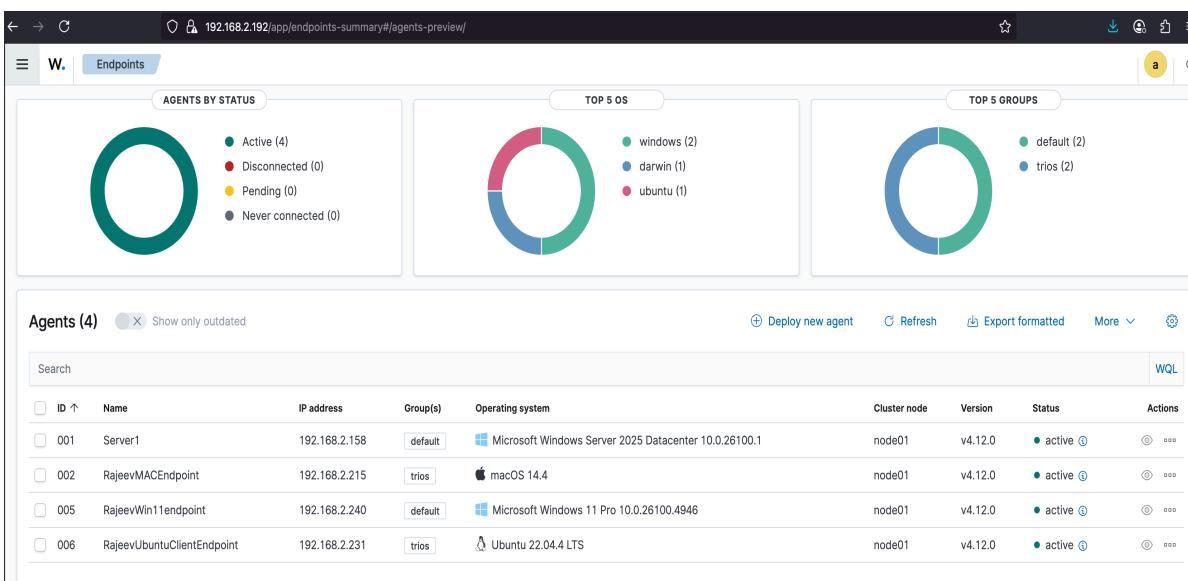 192.168.2.192/app/endpoints-summary#/agents-preview/
W. Endpoints a
AGENTS BY STATUS
Active (4)
Disconnected (0)
Pending (0)
Never connected (0)
TOP 5 OS
windows (2)
darwin (1)
ubuntu (1)
TOP 5 GROUPS
default (2)
trios (2)
Agents (4) Show only outdated Deploy new agent Refresh Export formatted More
Search WQL
ID Name IP address Group(s) Operating system Cluster node Version Status Actions
001 Server1 192.168.2.158 default Microsoft Windows Server 2025 Datacenter 10.0.26100.1 node01 v4.12.0 active
002 RajeevMACEndpoint 192.168.2.215 trios macOS 14.4 node01 v4.12.0 active
005 RajeevWin11endpoint 192.168.2.240 default Microsoft Windows 11 Pro 10.0.26100.4946 node01 v4.12.0 active
006 RajeevUbuntuClientEndpoint 192.168.2.231 trios Ubuntu 22.04.4 LTS node01 v4.12.0 active